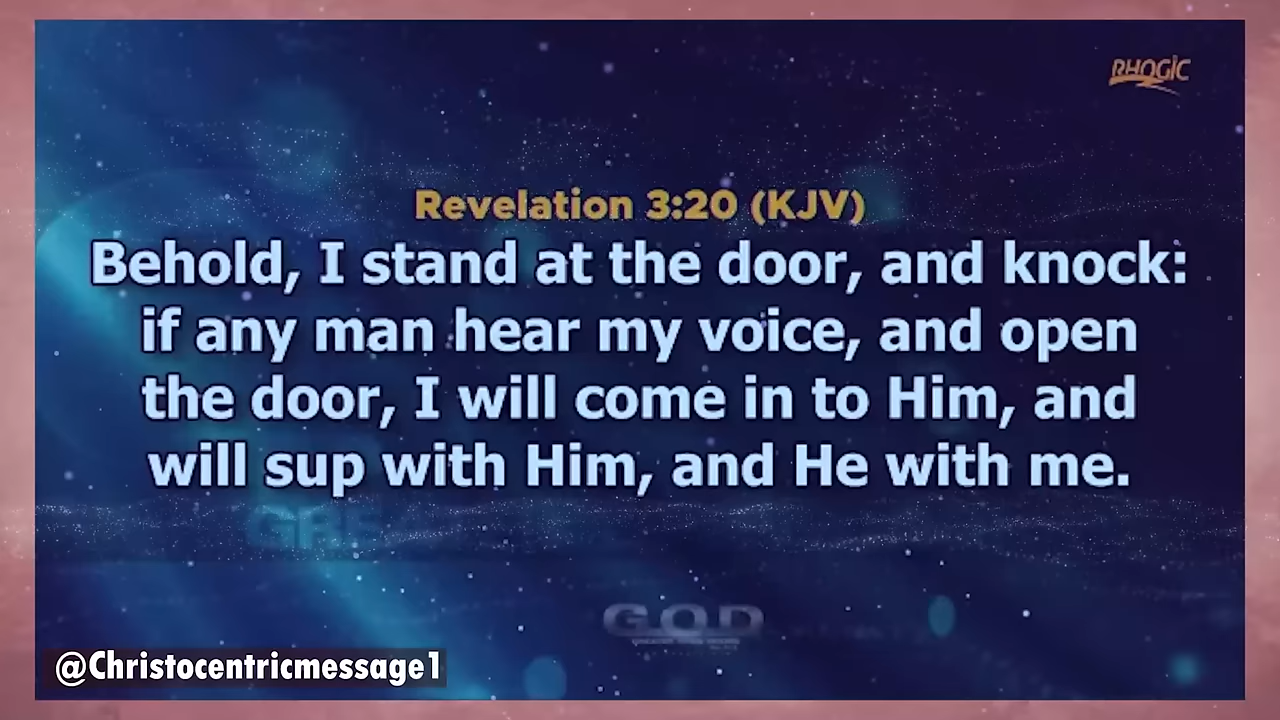 RHOGIC
Revelation 3:20 (KJV)
Behold, I stand at the door, and knock:
if any man hear my voice, and open
the door, I will come in to Him, and
will sup with Him, and He with me.
G.O.D
@Christocentricmessage1